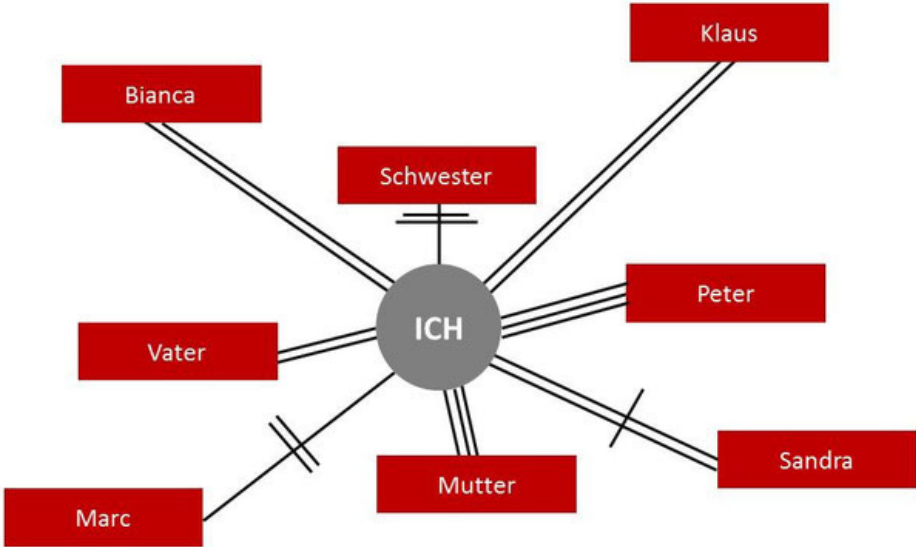 Klaus
Bianca
Schwester
Peter
ICH
Vater
Sandra
Mutter
Marc